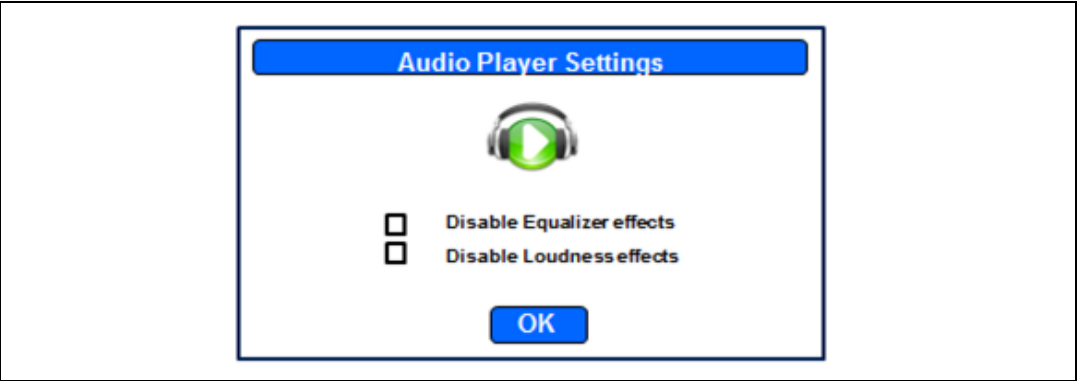 Audio Player Settings
Disable Equalizer effects
Disable Loudness effects
OK